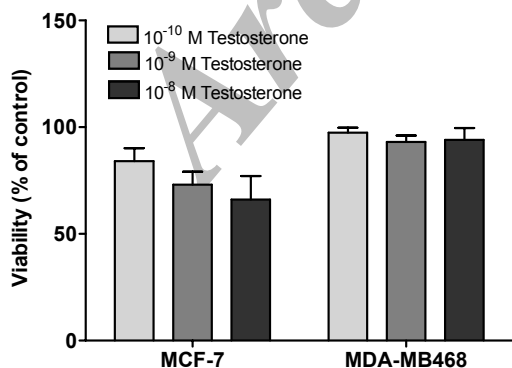 150
10⁻¹⁰ M Testosterone
10⁻⁹ M Testosterone
10⁻⁸ M Testosterone
100
50
0
Viability (% of control)
MCF-7
MDA-MB468